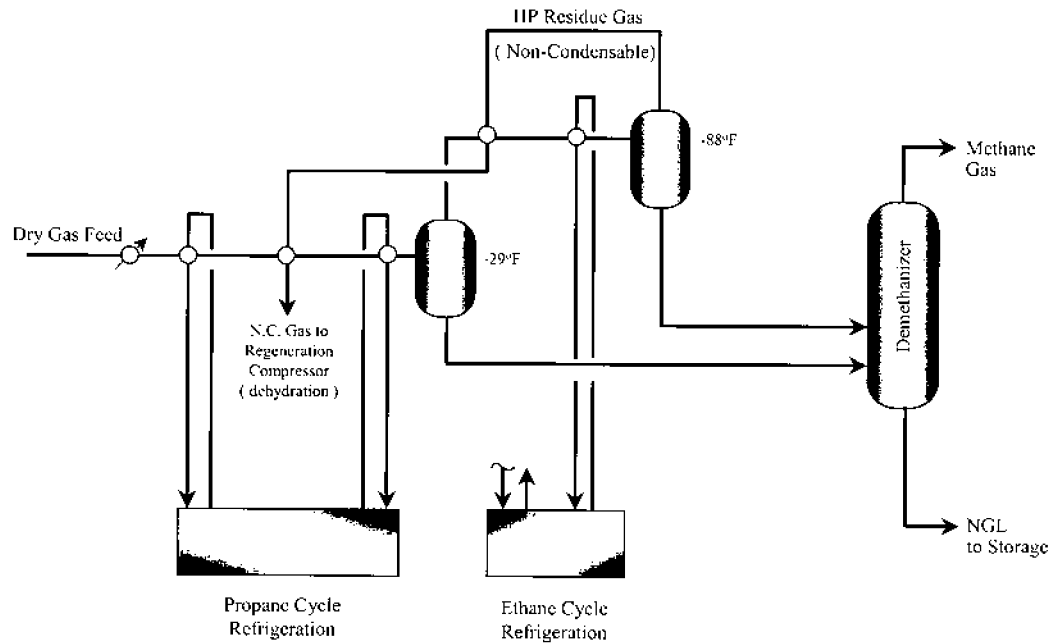 HP Residue Gas
( Non-Condensable)
-88°F
Methane
Gas
Dry Gas Feed
-29°F
N.C. Gas to
Regeneration
Compressor
( dehydration )
Demethanizer
NGL
to Storage
Propane Cycle
Refrigeration
Ethane Cycle
Refrigeration